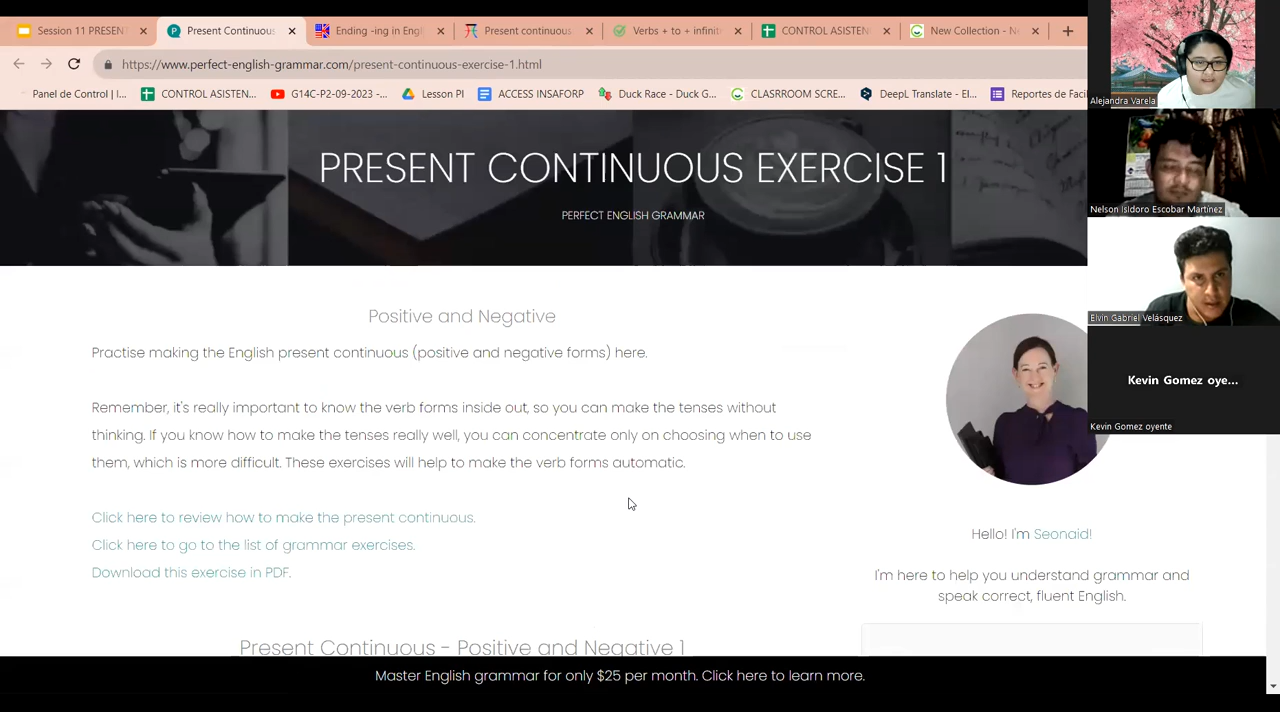 Session 11 PRESENT
Present Continuous
Ending -ing in Engl
Present continuous
Verbs + to + infinit
CONTROL ASISTEN
New Collection - N
https://www.perfect-english-grammar.com/present-continuous-exercise-1.html
Panel de Control | I...
CONTROL ASISTEN...
G14C-P2-09-2023 -...
Lesson Pl
ACCESS INSAFORP
Duck Race - Duck G...
CLASRROOM SCRE...
DeepL Translate - El...
Reportes de Facil
PRESENT CONTINUOUS EXERCISE 1
PERFECT ENGLISH GRAMMAR
Positive and Negative
Practise making the English present continuous (positive and negative forms) here.
Remember, it's really important to know the verb forms inside out, so you can make the tenses without
thinking. If you know how to make the tenses really well, you can concentrate only on choosing when to use
them, which is more difficult. These exercises will help to make the verb forms automatic.
Click here to review how to make the present continuous.
Click here to go to the list of grammar exercises.
Download this exercise in PDF.
Present Continuous - Positive and Negative 1
Hello! I'm Seonaid!
I'm here to help you understand grammar and
speak correct, fluent English.
Master English grammar for only $25 per month. Click here to learn more.
Alejandra Varela
Nelson Isidoro Escobar Martínez
Elvin Gabriel Velásquez
Kevin Gomez oye...
Kevin Gomez oyente